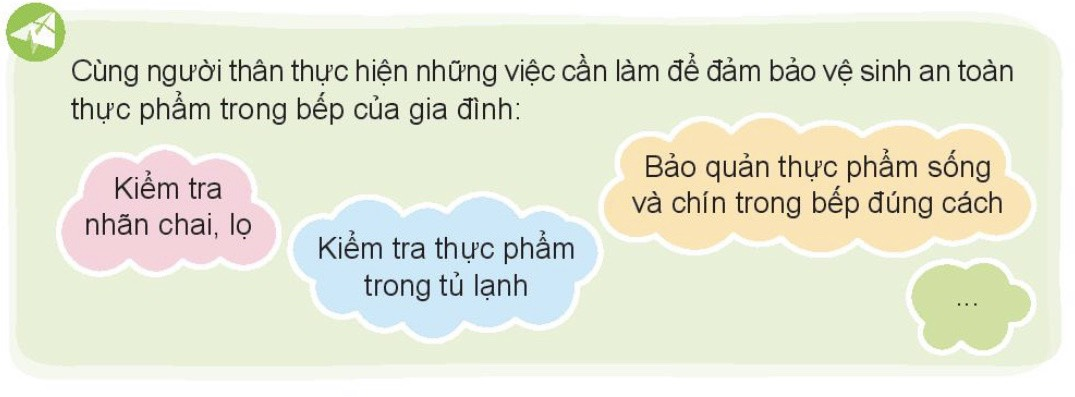 Cùng người thân thực hiện những việc cần làm để đảm bảo vệ sinh an toàn
thực phẩm trong bếp của gia đình:
Kiểm tra
nhãn chai, lọ
Kiểm tra thực phẩm
trong tủ lạnh
Bảo quản thực phẩm sống
và chín trong bếp đúng cách
...